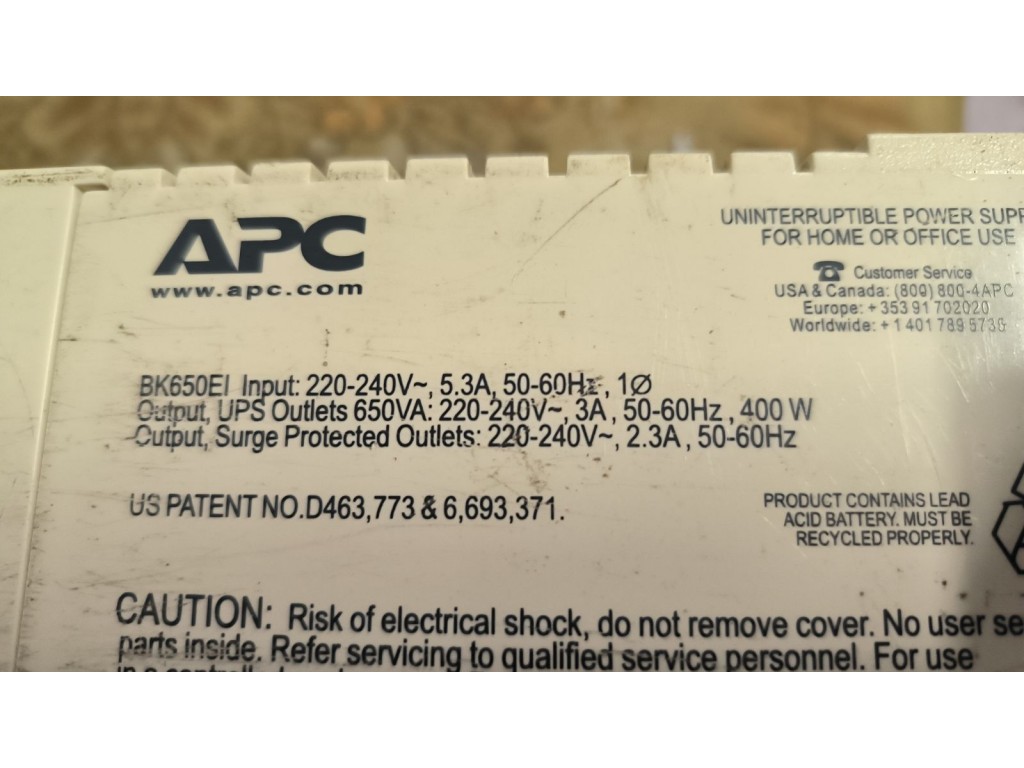 APC
www.apc.com
UNINTERRUPTIBLE POWER
FOR HOME OR OFFICE USE
Customer Service
USA & Canada: (800) 800-4APC
Europe: +353 91 702020
Worldwide: +1 401 789 5735
BK650EI Input: 220-240V~, 5.3A, 50-60Hz, 1Ø
Output, UPS Outlets 650VA: 220-240V~, 3A, 50-60Hz, 400 W
Output, Surge Protected Outlets: 220-240V~, 2.3A, 50-60Hz
US PATENT NO.D463,773 & 6,693,371.
PRODUCT CONTAINS LEAD
ACID BATTERY. MUST BE
RECYCLED PROPERLY.
CAUTION: Risk of electrical shock, do not remove cover. No user
parts inside. Refer servicing to qualified service personnel. For use